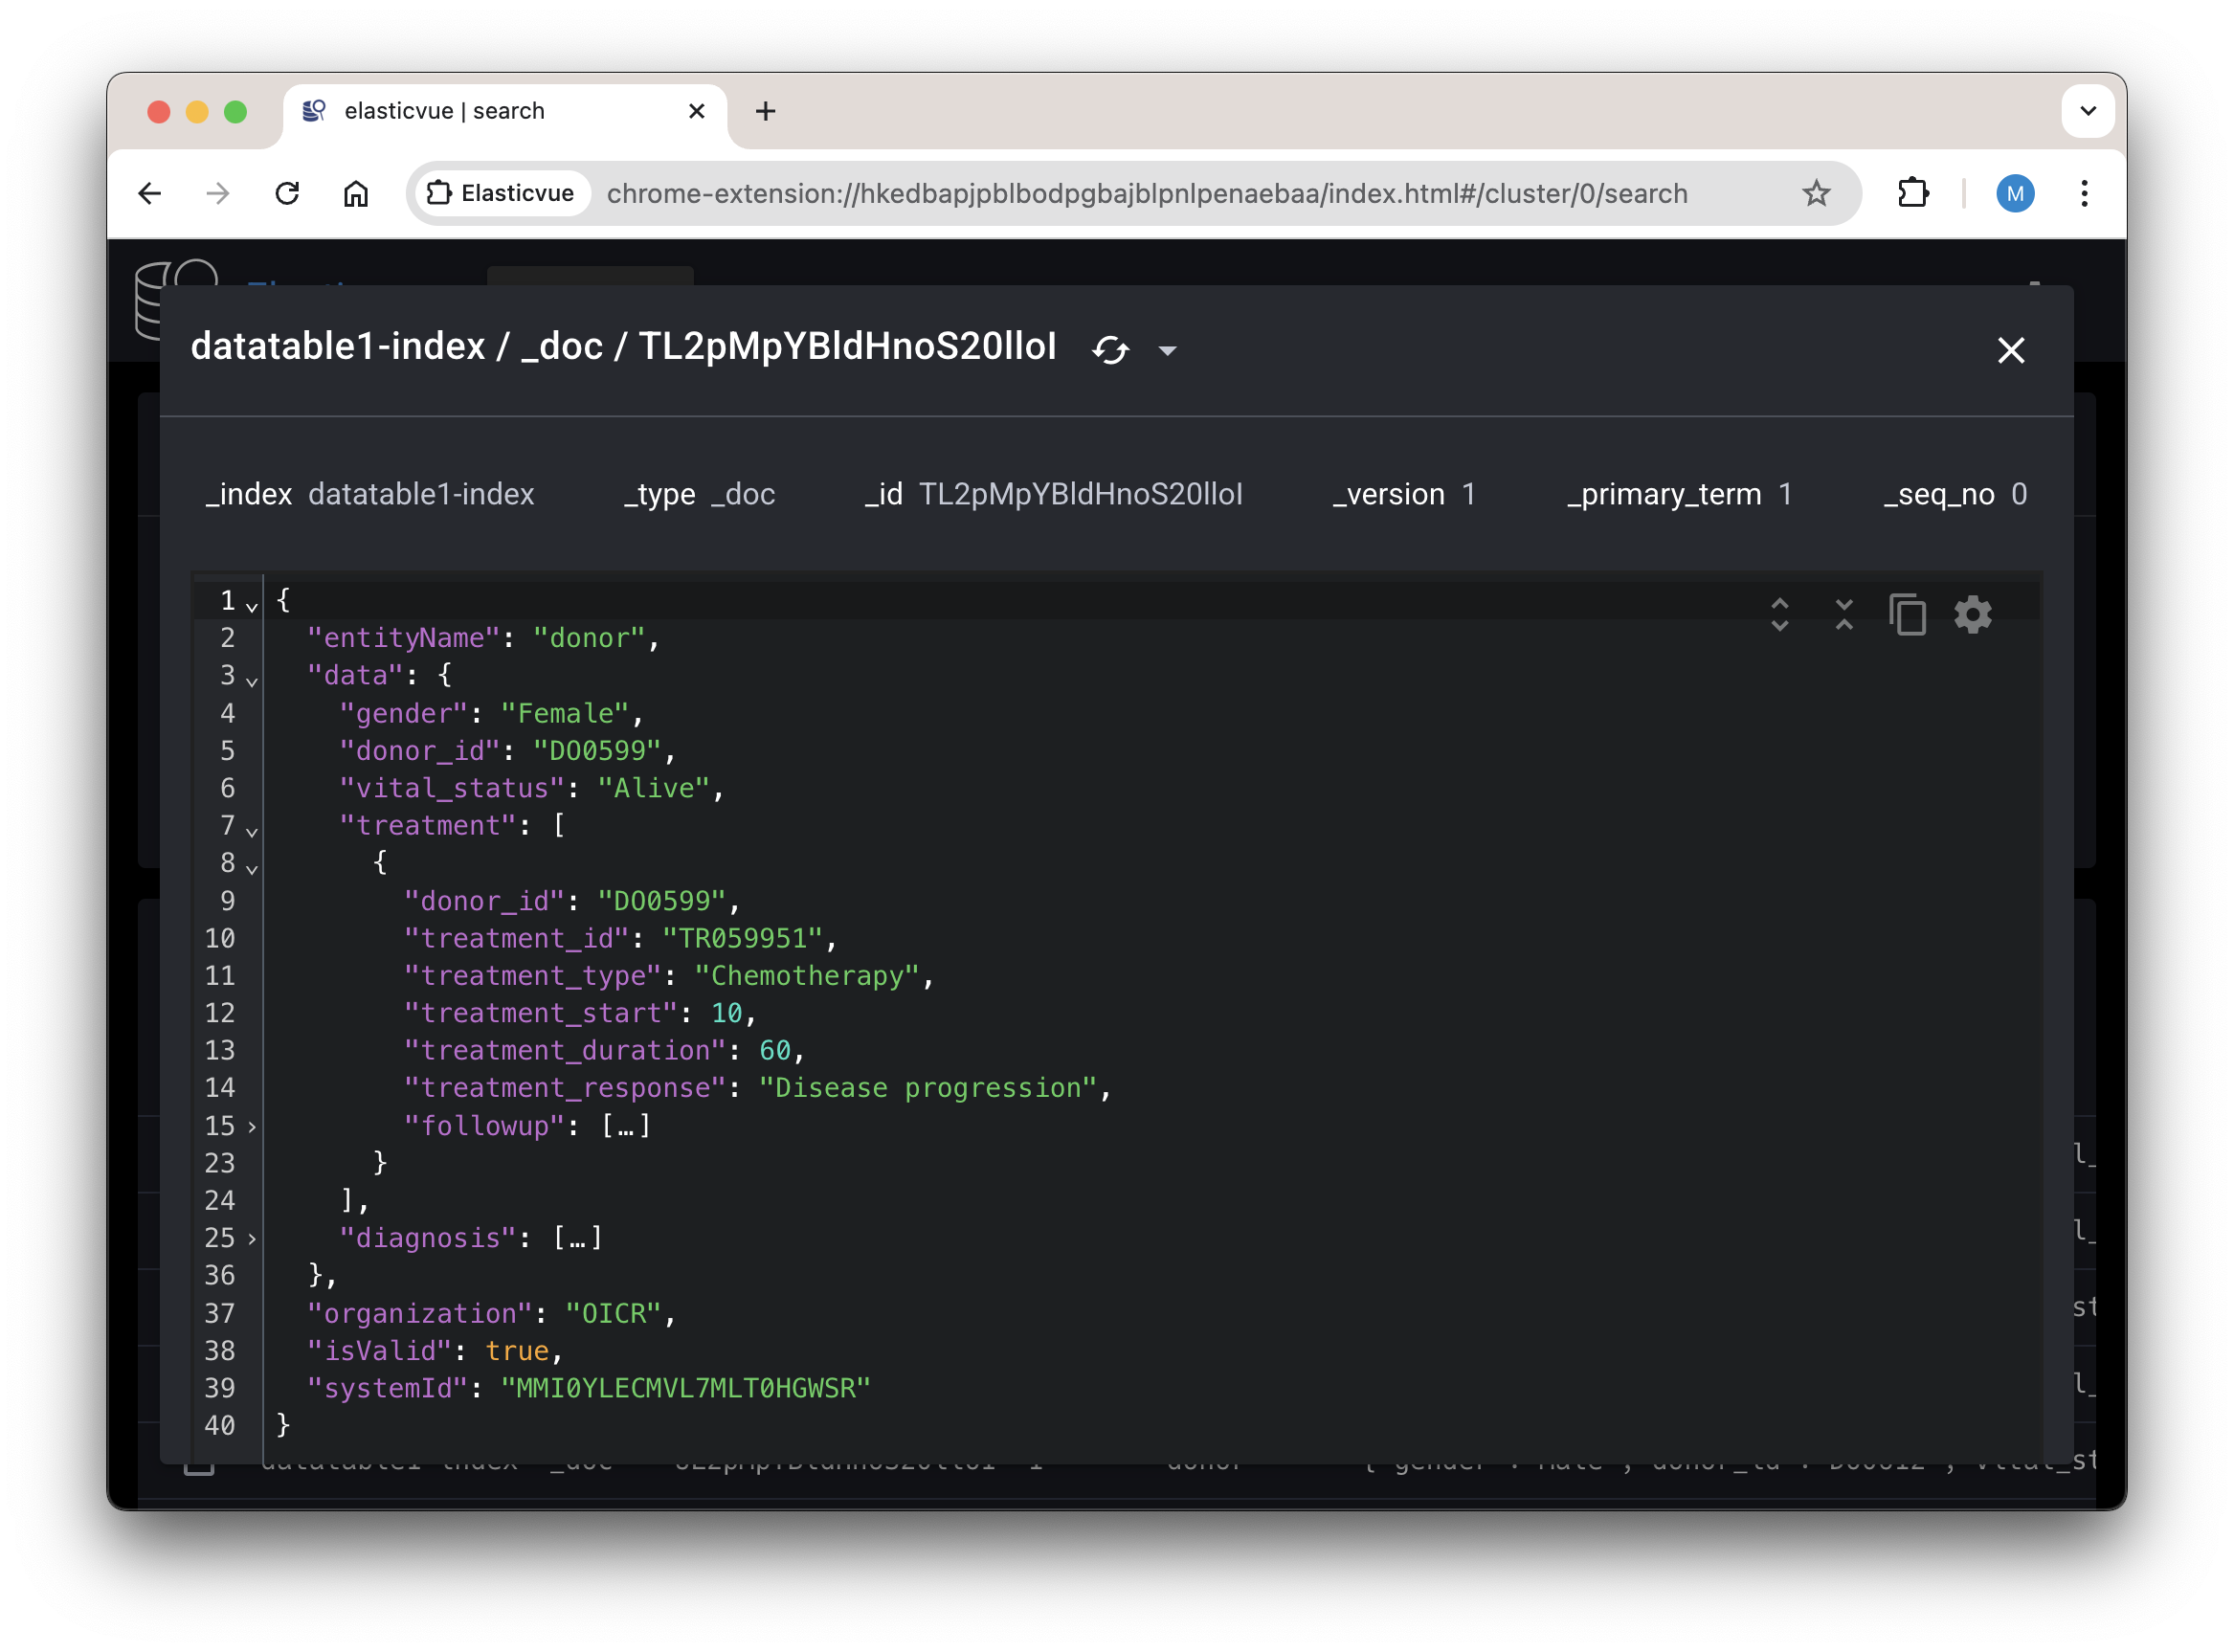 elasticvue | search
Elasticvue chrome-extension://hkedbapjpblbodpgbajblpnlpenaebaa/index.html#/cluster/0/search
M
datatable1-index / _doc / TL2pMpYBldHnoS20lloI
_index datatable1-index _type _doc _id TL2pMpYBldHnoS20lloI _version 1 _primary_term 1 _seq_no 0
1 {
2 "entityName": "donor",
3 "data": {
4 "gender": "Female",
5 "donor_id": "DO0599",
6 "vital_status": "Alive",
7 "treatment": [
8 {
9 "donor_id": "DO0599",
10 "treatment_id": "TR059951",
11 "treatment_type": "Chemotherapy",
12 "treatment_start": 10,
13 "treatment_duration": 60,
14 "treatment_response": "Disease progression",
15 "followup": […]
23 }
24 ],
25 "diagnosis": […]
36 },
37 "organization": "OICR",
38 "isValid": true,
39 "systemId": "MMI0YLECMVL7MLT0HGWSR"
40 }